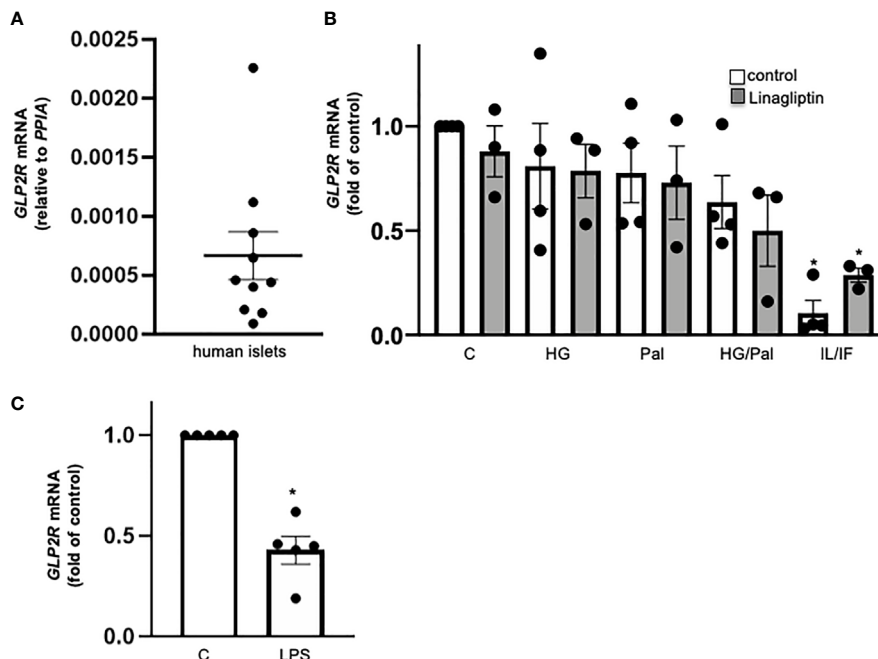 A
GLP2R mRNA
(relative to PPIA)
0.0025
0.0020
0.0015
0.0010
0.0005
0.0000
human islets
B
GLP2R mRNA
(fold of control)
1.0
0.5
0.0
control
Linagliptin
*
*
C HG Pal HG/Pal IL/IF
C
GLP2R mRNA
(fold of control)
1.0
0.5
0.0
*
C LPS